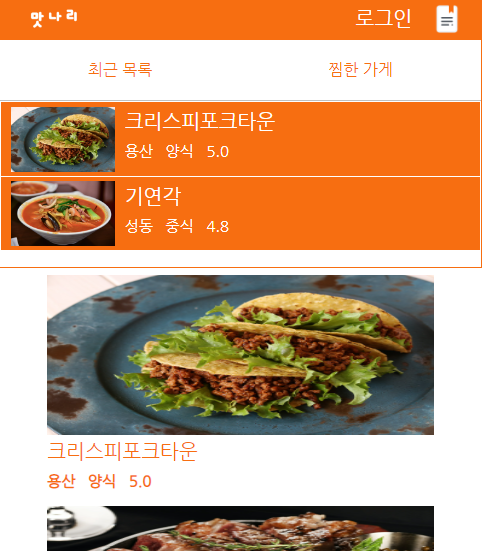 맛나리
로그인
최근 목록
찜한 가게
크리스피포크타운
용산 양식 5.0
기연각
성동 중식 4.8
크리스피포크타운
용산 양식 5.0